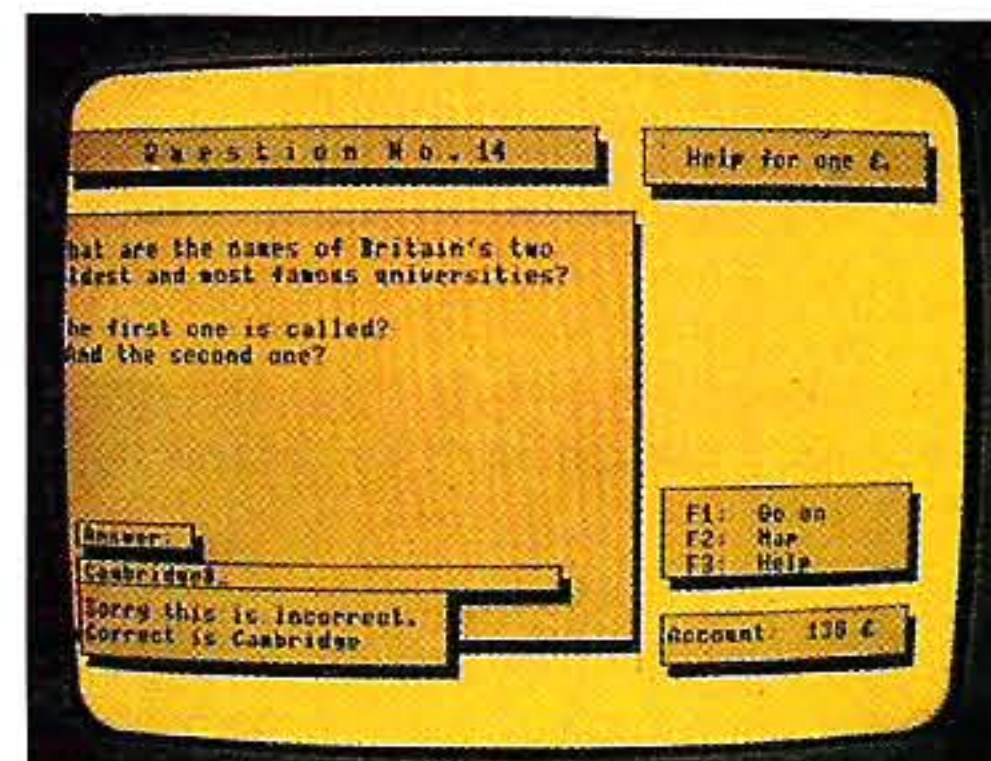 Question No. 14
Help for one £.
hat are the names of Britain's two
ldest and most famous universities?
he first one is called?
And the second one?
Answer:
Sorry this is incorrect.
Correct is Cambridge
F1: Go on
F2: Map
F3: Help
Account: £